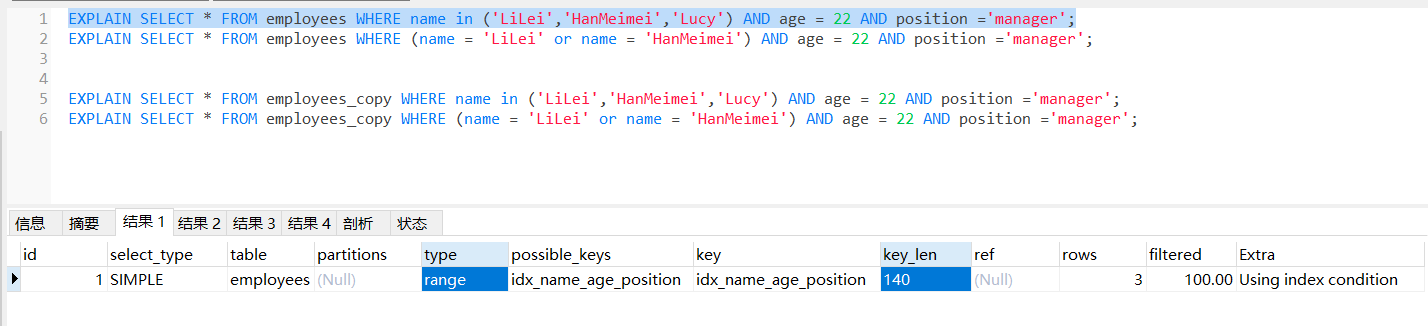 1 EXPLAIN SELECT * FROM employees WHERE name in ('LiLei','HanMeimei','Lucy') AND age = 22 AND position ='manager';
2 EXPLAIN SELECT * FROM employees WHERE (name = 'LiLei' or name = 'HanMeimei') AND age = 22 AND position ='manager';
3
4
5 EXPLAIN SELECT * FROM employees_copy WHERE name in ('LiLei','HanMeimei','Lucy') AND age = 22 AND position ='manager';
6 EXPLAIN SELECT * FROM employees_copy WHERE (name = 'LiLei' or name = 'HanMeimei') AND age = 22 AND position ='manager';
信息 摘要 结果 1 结果 2 结果 3 结果 4 剖析 状态
id select_type table partitions type possible_keys key key_len ref rows filtered Extra
1 SIMPLE employees (Null) range idx_name_age_position idx_name_age_position 140 (Null) 3 100.00 Using index condition